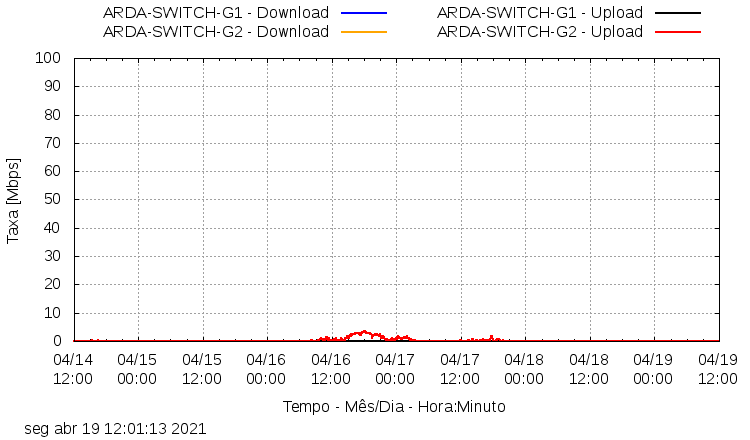 ARDA-SWITCH-G1 - Download ARDA-SWITCH-G1 - Upload
ARDA-SWITCH-G2 - Download ARDA-SWITCH-G2 - Upload
100
90
80
70
60
50
40
30
20
10
0
Taxa [Mbps]
04/14 04/15 04/15 04/16 04/16 04/17 04/17 04/18 04/18 04/19 04/19
12:00 00:00 12:00 00:00 12:00 00:00 12:00 00:00 12:00 00:00 12:00
Tempo - Mês/Dia - Hora:Minuto
seg abr 19 12:01:13 2021